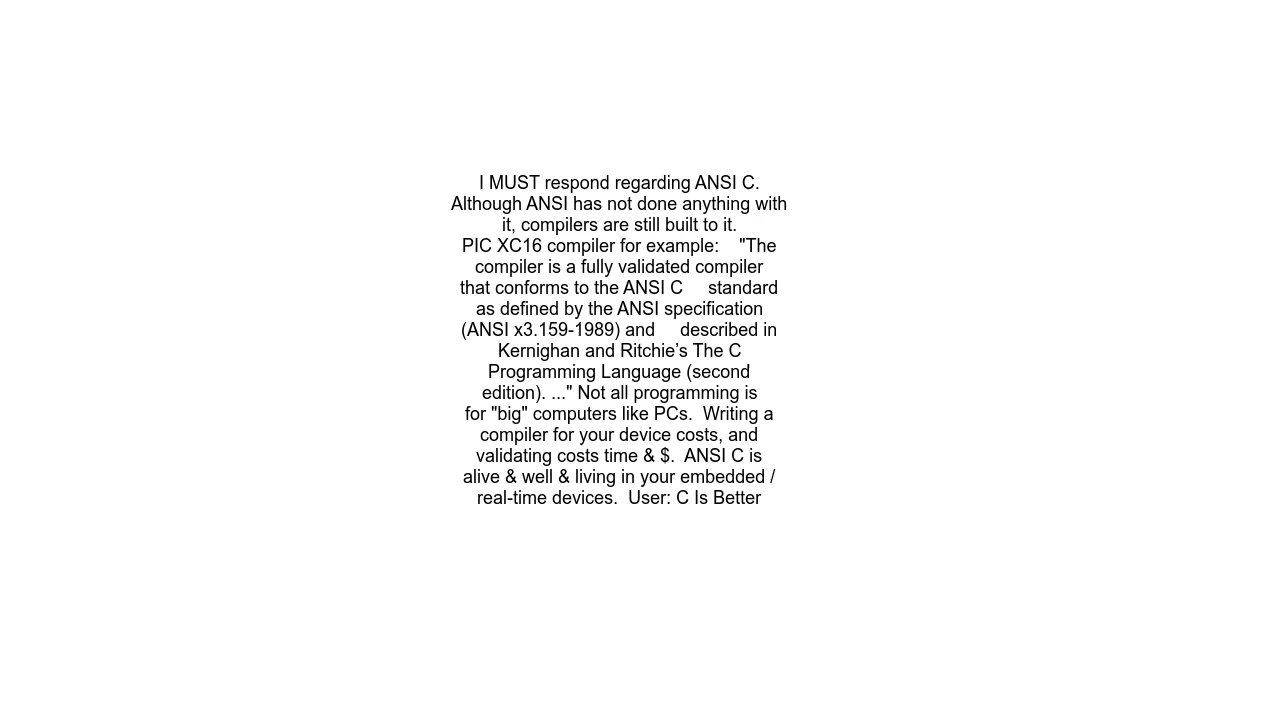 I MUST respond regarding ANSI C.
Although ANSI has not done anything with
it, compilers are still built to it.
PIC XC16 compiler for example:    "The
compiler is a fully validated compiler
that conforms to the ANSI C     standard
as defined by the ANSI specification
(ANSI x3.159-1989) and     described in
Kernighan and Ritchie’s The C
Programming Language (second
edition). ..." Not all programming is
for "big" computers like PCs.  Writing a
compiler for your device costs, and
validating costs time & $.  ANSI C is
alive & well & living in your embedded /
real-time devices.  User: C Is Better